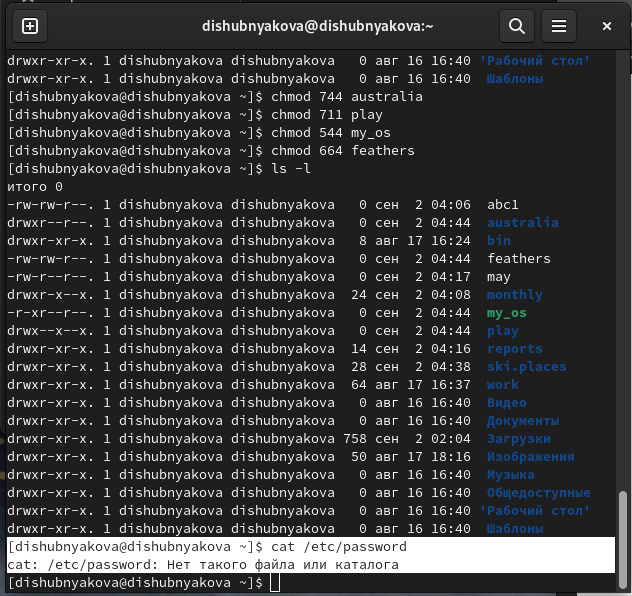 dishubnyakova@dishubnyakova:~
drwxr-xr-x. 1 dishubnyakova dishubnyakova   0 авг 16 16:40 'Рабочий стол'
drwxr-xr-x. 1 dishubnyakova dishubnyakova   0 авг 16 16:40  Шаблоны
[dishubnyakova@dishubnyakova ~]$ chmod 744 australia
[dishubnyakova@dishubnyakova ~]$ chmod 711 play
[dishubnyakova@dishubnyakova ~]$ chmod 544 my_os
[dishubnyakova@dishubnyakova ~]$ chmod 664 feathers
[dishubnyakova@dishubnyakova ~]$ ls -l
итого 0
-rw-rw-r--. 1 dishubnyakova dishubnyakova   0 сен  2 04:06  abc1
drwxr--r--. 1 dishubnyakova dishubnyakova   0 сен  2 04:44  australia
drwxr-xr-x. 1 dishubnyakova dishubnyakova   8 авг 17 16:24  bin
-rw-rw-r--. 1 dishubnyakova dishubnyakova   0 сен  2 04:44  feathers
-rw-r--r--. 1 dishubnyakova dishubnyakova   0 сен  2 04:17  may
drwxr-x--x. 1 dishubnyakova dishubnyakova  24 сен  2 04:08  monthly
-r-xr--r--. 1 dishubnyakova dishubnyakova   0 сен  2 04:44  my_os
drwx--x--x. 1 dishubnyakova dishubnyakova   0 сен  2 04:44  play
drwxr-xr-x. 1 dishubnyakova dishubnyakova  14 сен  2 04:16  reports
drwxr-xr-x. 1 dishubnyakova dishubnyakova  28 сен  2 04:38  ski.places
drwxr-xr-x. 1 dishubnyakova dishubnyakova  64 авг 17 16:37  work
drwxr-xr-x. 1 dishubnyakova dishubnyakova   0 авг 16 16:40  Видео
drwxr-xr-x. 1 dishubnyakova dishubnyakova   0 авг 16 16:40  Документы
drwxr-xr-x. 1 dishubnyakova dishubnyakova 758 сен  2 02:04  Загрузки
drwxr-xr-x. 1 dishubnyakova dishubnyakova  50 авг 17 18:16  Изображения
drwxr-xr-x. 1 dishubnyakova dishubnyakova   0 авг 16 16:40  Музыка
drwxr-xr-x. 1 dishubnyakova dishubnyakova   0 авг 16 16:40  Общедоступные
drwxr-xr-x. 1 dishubnyakova dishubnyakova   0 авг 16 16:40 'Рабочий стол'
drwxr-xr-x. 1 dishubnyakova dishubnyakova   0 авг 16 16:40  Шаблоны
[dishubnyakova@dishubnyakova ~]$ cat /etc/password
cat: /etc/password: Нет такого файла или каталога
[dishubnyakova@dishubnyakova ~]$